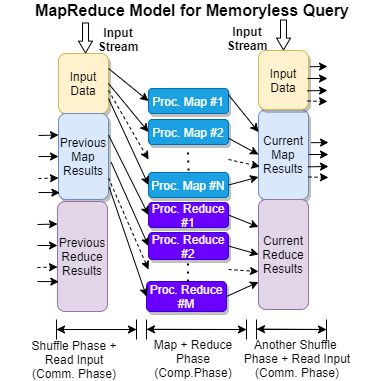 MapReduce Model for Memoryless Query
Input
Stream
Input
Stream
Input
Data
Previous
Map
Results
Previous
Reduce
Results
Proc. Map #1
Proc. Map #2
Proc. Map #N
Proc. Reduce
#1
Proc. Reduce
#2
Proc. Reduce
#M
Input
Data
Current
Map
Results
Current
Reduce
Results
Shuffle Phase +
Read Input
(Comm. Phase)
Map + Reduce
Phase
(Comp.Phase)
Another Shuffle
Phase + Read Input
(Comm. Phase)